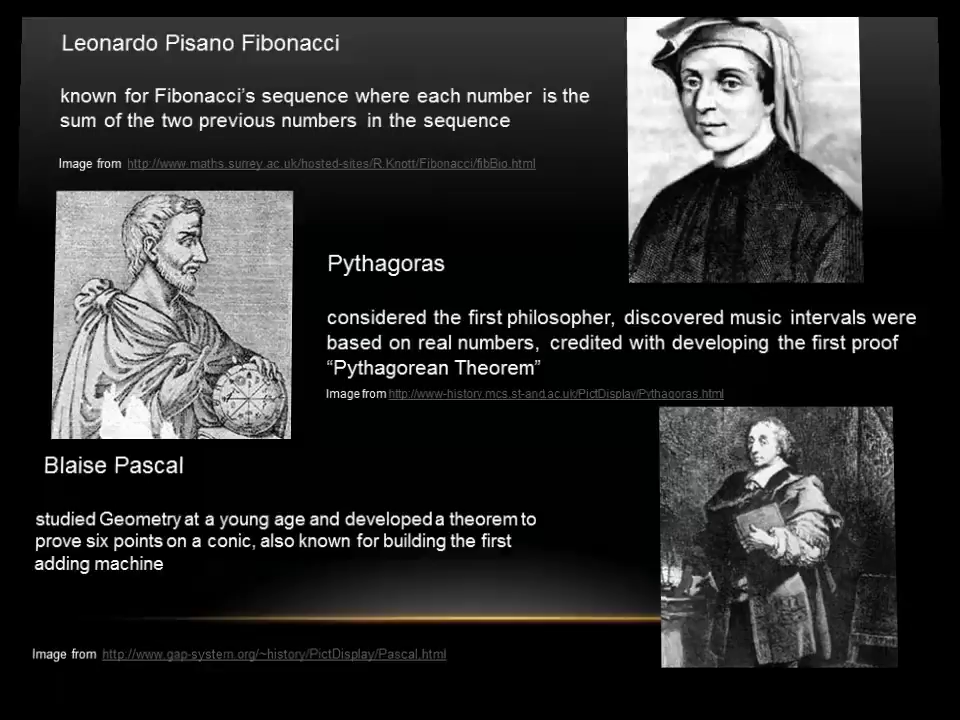 Leonardo Pisano Fibonacci
known for Fibonacci's sequence where each number is the
sum of the two previous numbers in the sequence
Image from http://www.maths.surrey.ac.uk/hosted-sites/R.Knott/Fibonacci/fibBio.html
Pythagoras
considered the first philosopher, discovered music intervals were
based on real numbers, credited with developing the first proof
“Pythagorean Theorem”
Image from http://www-history.mcs.st-and.ac.uk/PictDisplay/Pythagoras.html
Blaise Pascal
studied Geometry at a young age and developed a theorem to
prove six points on a conic, also known for building the first
adding machine
Image from http://www.gap-system.org/~history/PictDisplay/Pascal.html